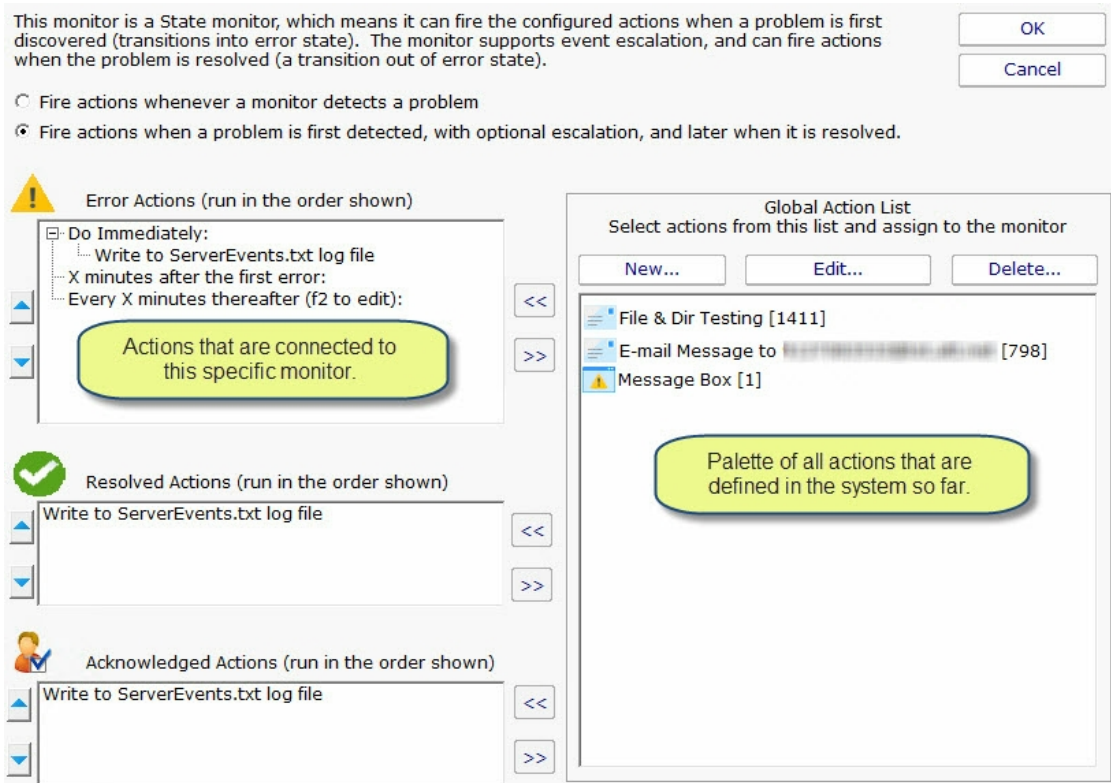 This monitor is a State monitor, which means it can fire the configured actions when a problem is first
discovered (transitions into error state).  The monitor supports event escalation, and can fire actions
when the problem is resolved (a transition out of error state).
OK
Cancel
Fire actions whenever a monitor detects a problem
Fire actions when a problem is first detected, with optional escalation, and later when it is resolved.
Error Actions (run in the order shown)
Do Immediately:
Write to ServerEvents.txt log file
X minutes after the first error:
Every X minutes thereafter (f2 to edit):
Actions that are connected to
this specific monitor.
<<
>>
Resolved Actions (run in the order shown)
Write to ServerEvents.txt log file
<<
>>
Acknowledged Actions (run in the order shown)
Write to ServerEvents.txt log file
<<
>>
Global Action List
Select actions from this list and assign to the monitor
New...
Edit...
Delete...
File & Dir Testing [1411]
E-mail Message to [798]
Message Box [1]
Palette of all actions that are
defined in the system so far.